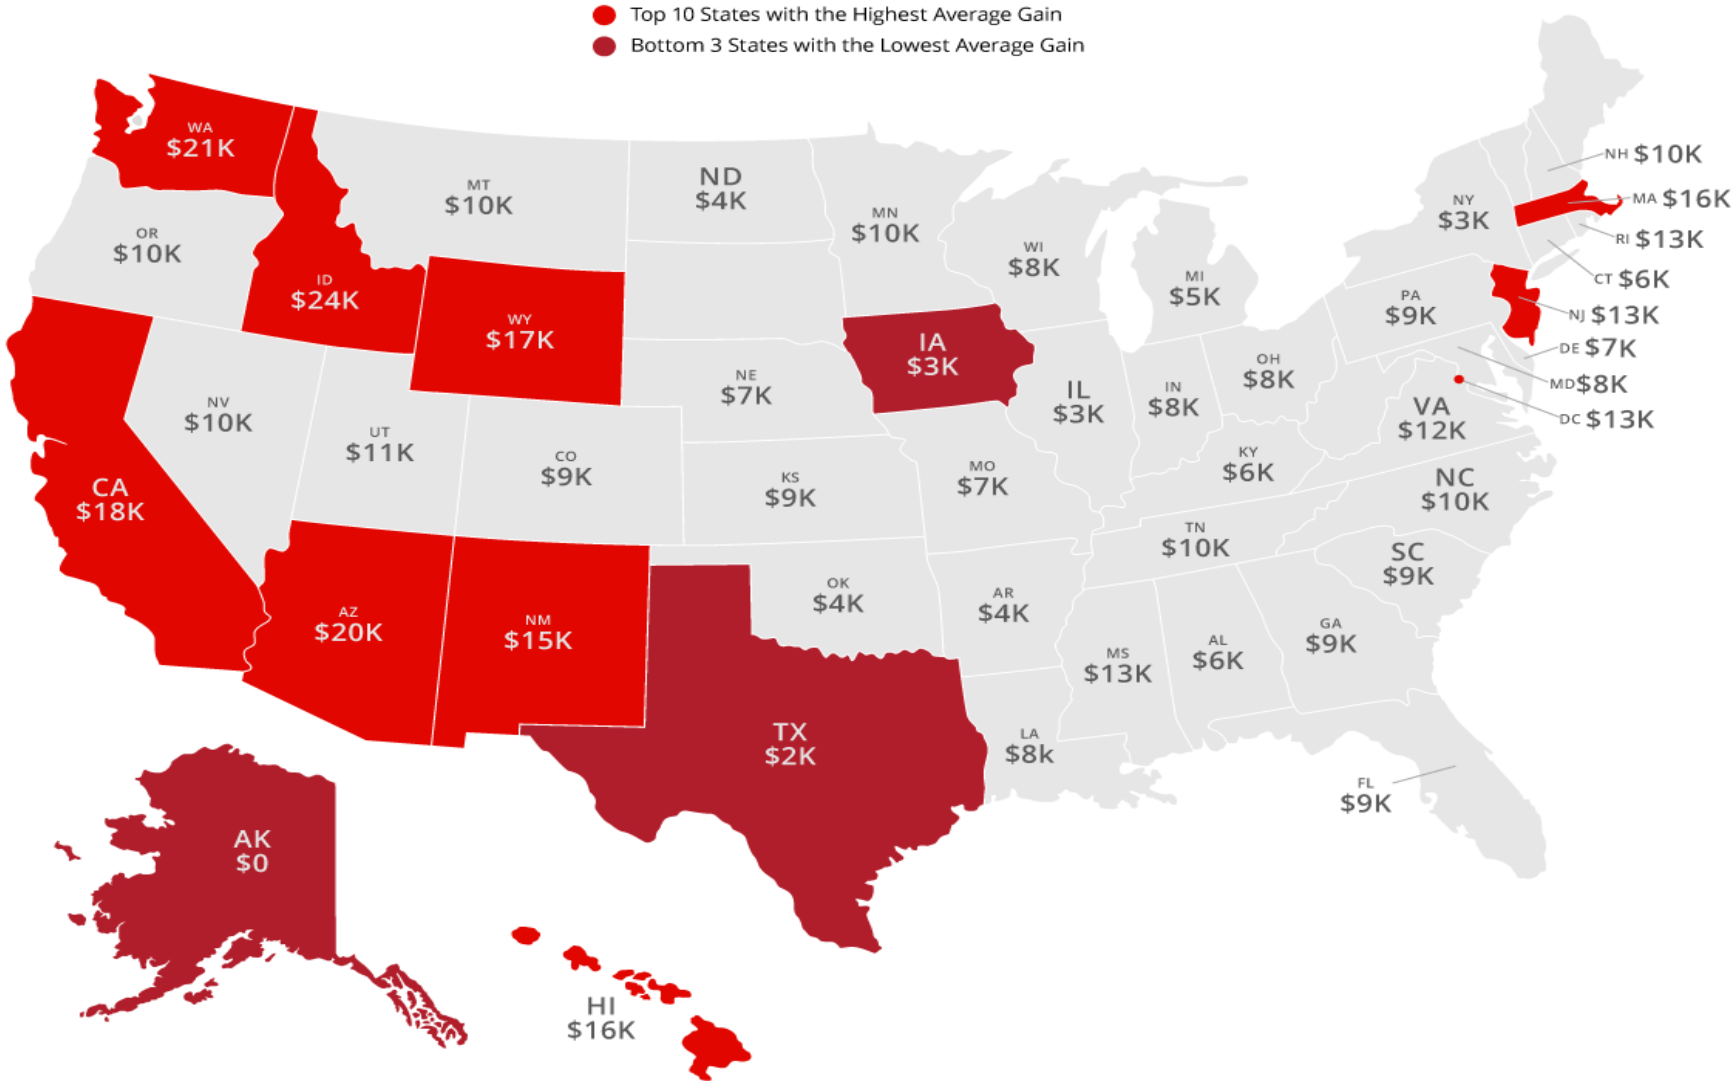 Top 10 States with the Highest Average Gain
Bottom 3 States with the Lowest Average Gain
WA
$21K
MT
$10K
ND
$4K
MN
$10K
OR
$10K
ID
$24K
WY
$17K
WI
$8K
MI
$5K
NY
$3K
NH $10K
MA $16K
RI $13K
CT $6K
NJ $13K
DE $7K
MD $8K
DC $13K
PA
$9K
IA
$3K
NE
$7K
NV
$10K
UT
$11K
CO
$9K
KS
$9K
MO
$7K
IL
$3K
IN
$8K
OH
$8K
KY
$6K
VA
$12K
NC
$10K
TN
$10K
SC
$9K
CA
$18K
AZ
$20K
NM
$15K
OK
$4K
AR
$4K
MS
$13K
AL
$6K
GA
$9K
TX
$2K
LA
$8k
FL
$9K
AK
$0
HI
$16K